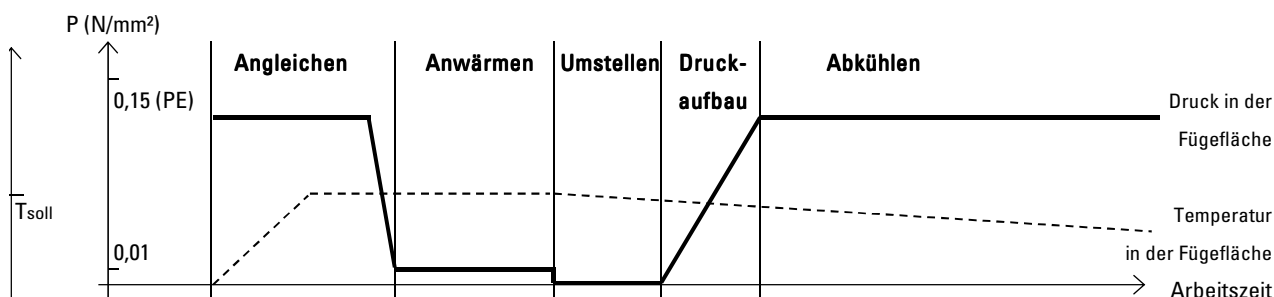 P (N/mm²)
Angleichen
Anwärmen
Umstellen
Druck-
aufbau
Abkühlen
0,15 (PE)
Druck in der
Fügefläche
Tsoll
0,01
Temperatur
in der Fügefläche
Arbeitszeit